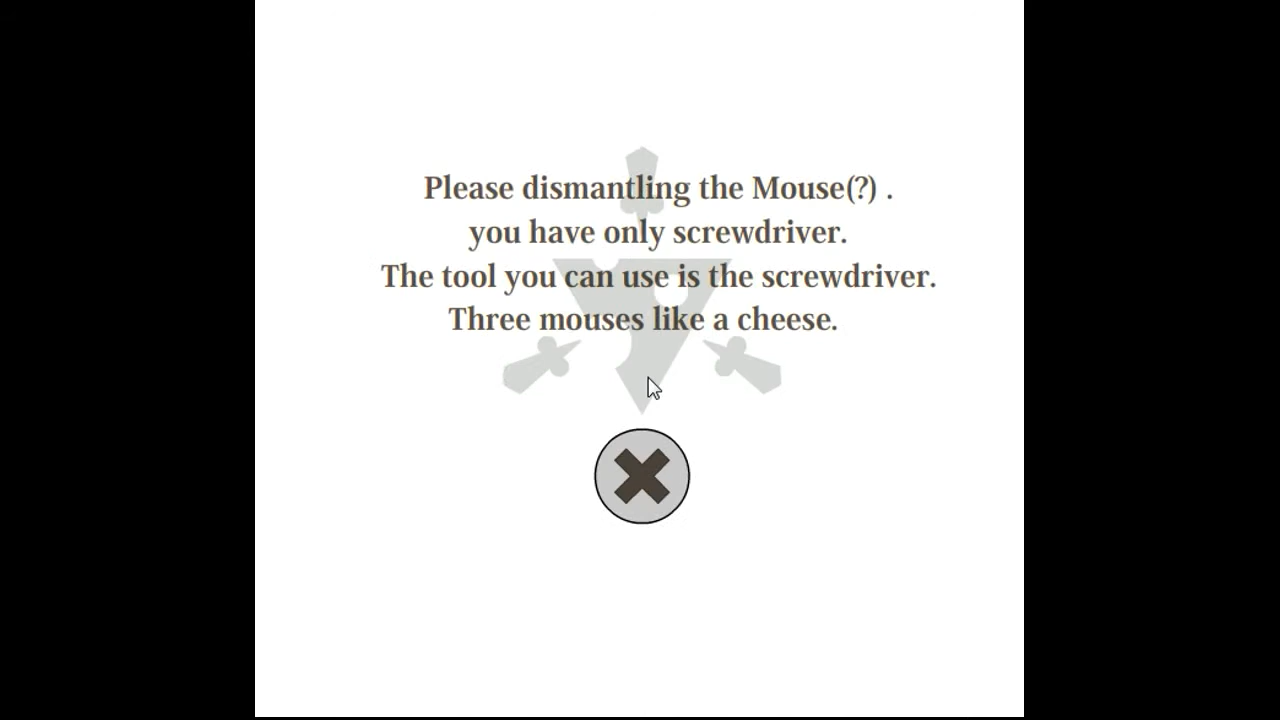 Please dismantling the Mouse(?) .
you have only screwdriver.
The tool you can use is the screwdriver.
Three mouses like a cheese.